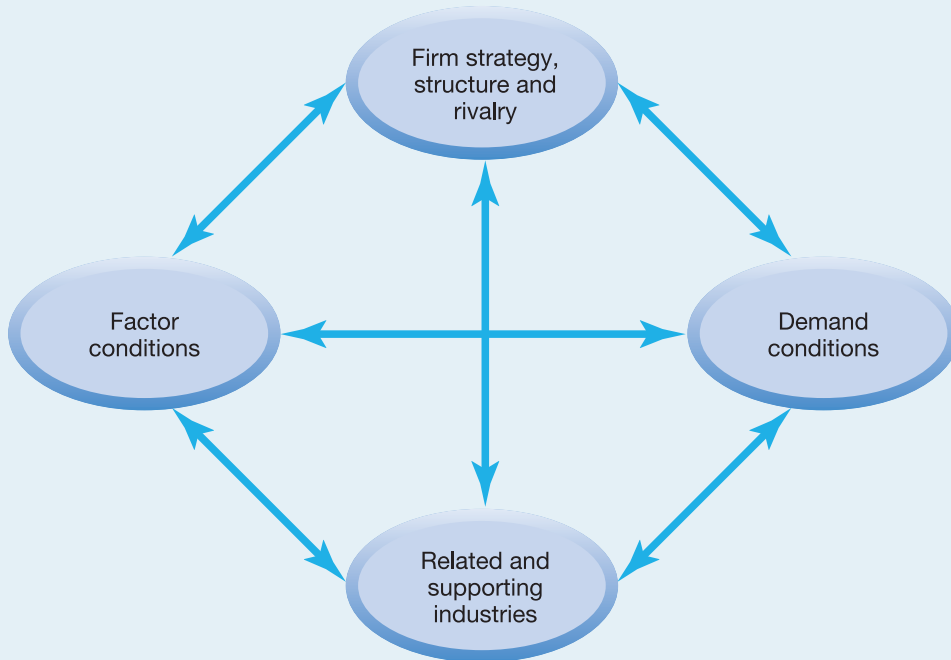 Firm strategy,
structure and
rivalry
Factor
conditions
Demand
conditions
Related and
supporting
industries